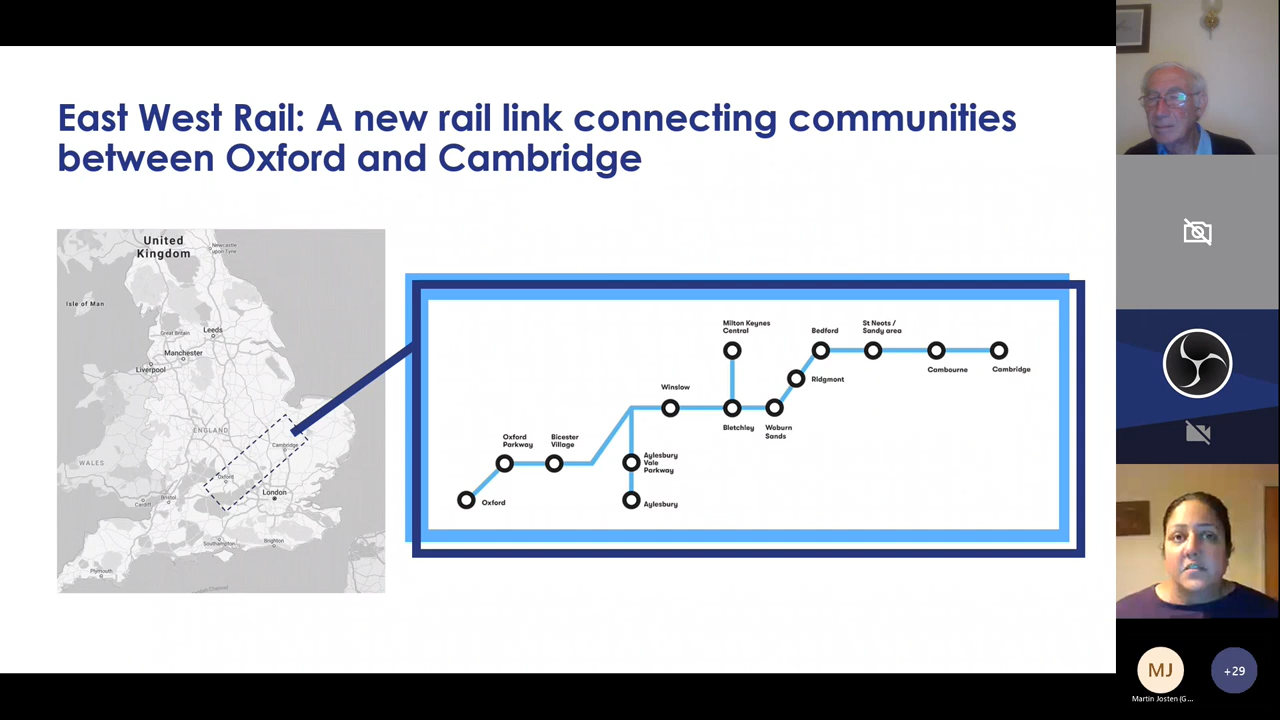 East West Rail: A new rail link connecting communities
between Oxford and Cambridge
United
Kingdom
Newcastle
upon Tyne
Isle of Man
Great Britain
Leeds
Manchester
Liverpool
ENGLAND
Cambridge
WALES
Oxford
London
Bristol
Cardiff
Southampton
Brighton
Plymouth
Milton Keynes
Central
Bedford
St Neots /
Sandy area
Cambourne
Cambridge
Ridgmont
Winslow
Bletchley
Woburn
Sands
Oxford
Parkway
Bicester
Village
Aylesbury
Vale
Parkway
Oxford
Aylesbury
MJ
+29
Martin Josten (G...